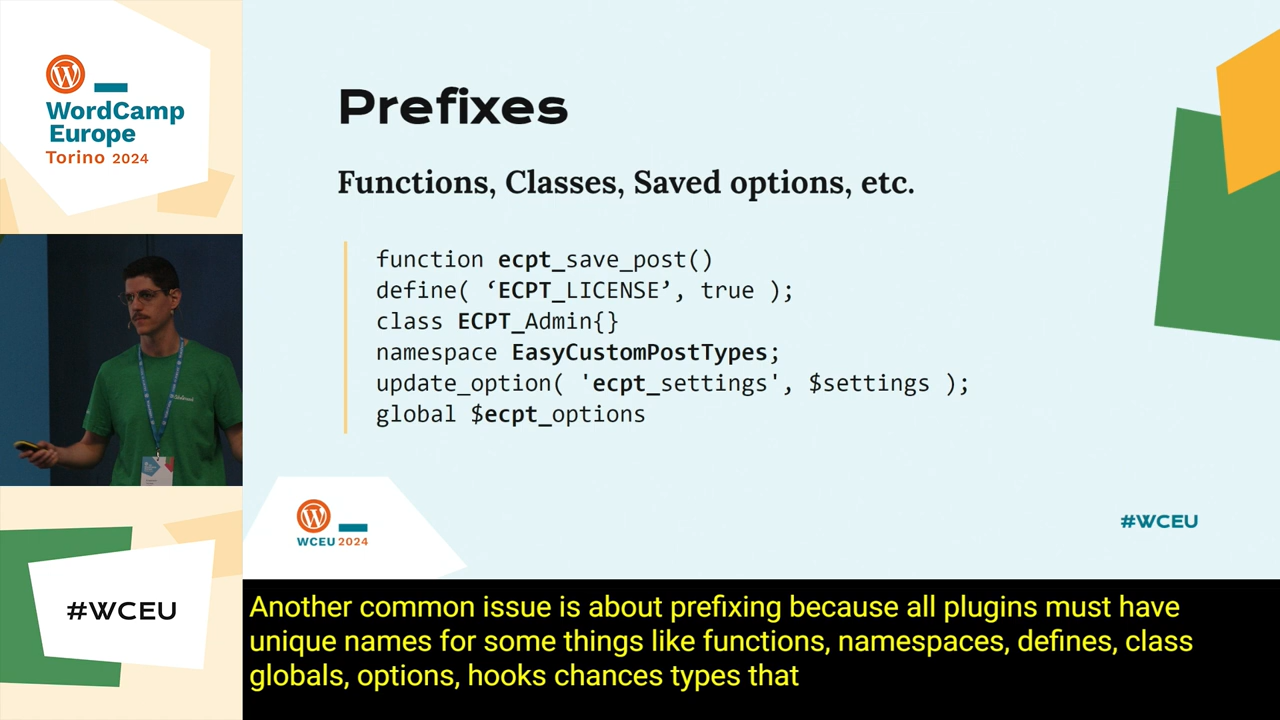 WordCamp
Europe
Torino 2024
Prefixes
Functions, Classes, Saved options, etc.
function ecpt_save_post()
define( ‘ECPT_LICENSE’, true );
class ECPT_Admin{}
namespace EasyCustomPostTypes;
update_option( 'ecpt_settings', $settings );
global $ecpt_options
WCEU 2024
#WCEU
#WCEU
Another common issue is about prefixing because all plugins must have
unique names for some things like functions, namespaces, defines, class
globals, options, hooks chances types that